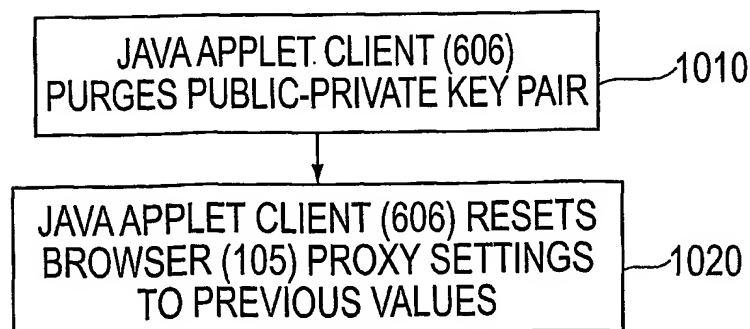 JAVA APPLET CLIENT (606)
PURGES PUBLIC-PRIVATE KEY PAIR
1010
JAVA APPLET CLIENT (606) RESETS
BROWSER (105) PROXY SETTINGS
TO PREVIOUS VALUES
1020